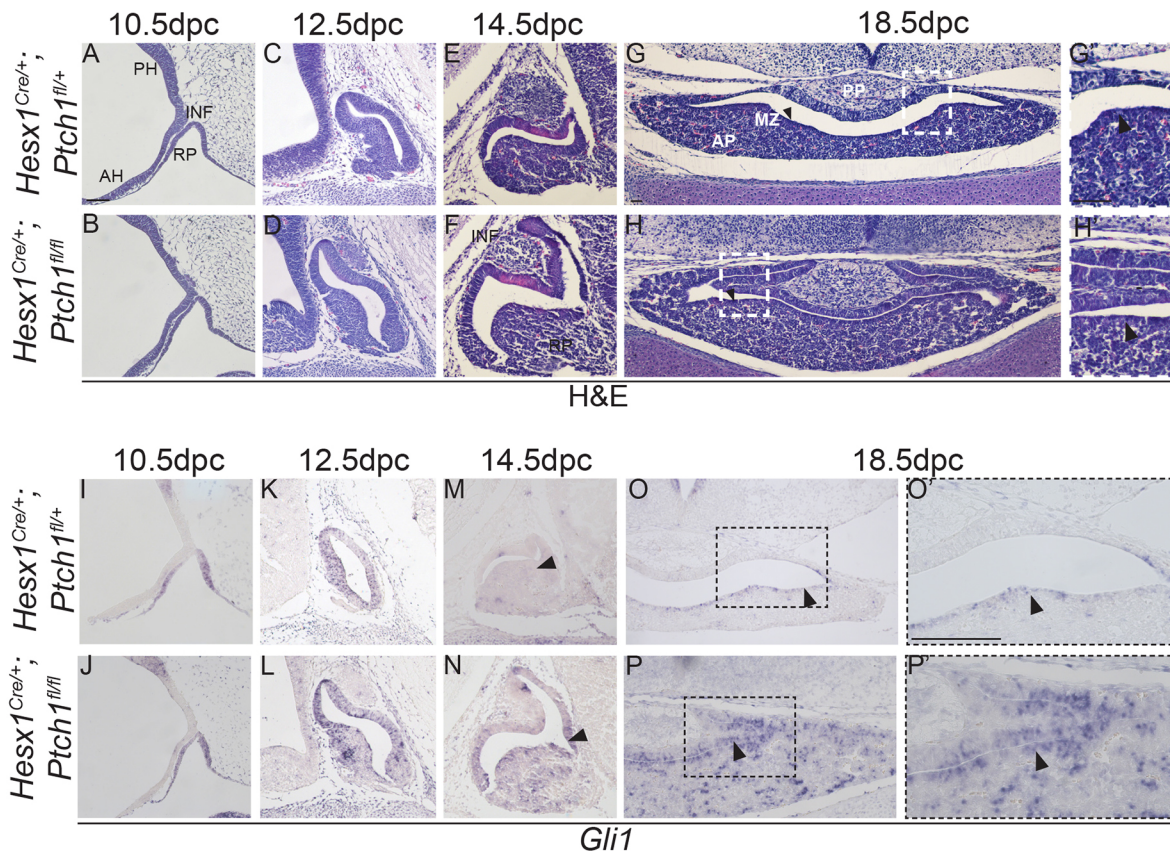 10.5dpc 12.5dpc 14.5dpc 18.5dpc
Hesx1Cre/+; Ptch1fl/+
A PH INF RP AH
C
E
G PP MZ AP
G'
Hesx1Cre/+; Ptch1fl/fl
B
D
F INF RP
H
H'
H&E
10.5dpc 12.5dpc 14.5dpc 18.5dpc
Hesx1Cre/+; Ptch1fl/+
I K M O O'
Hesx1Cre/+; Ptch1fl/fl
J L N P P'
Gli1